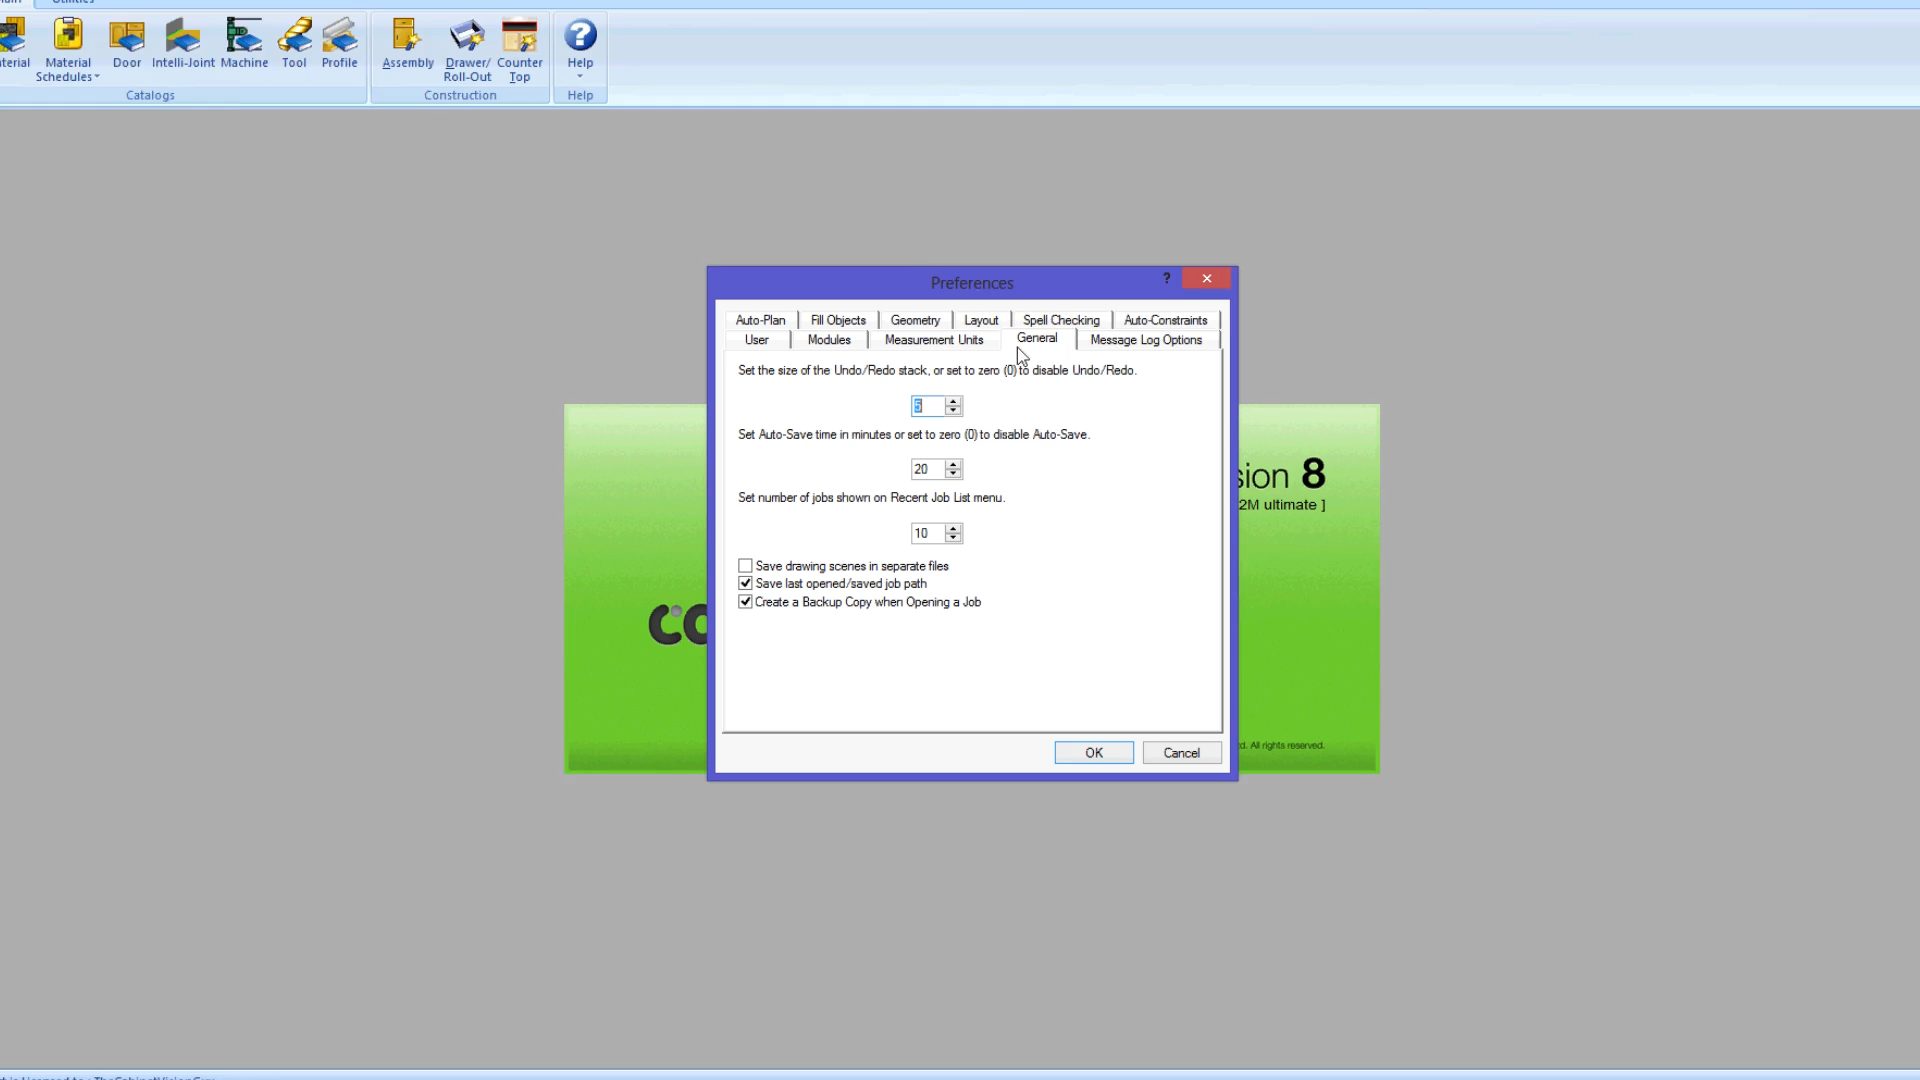 Utilities
Material Door Intelli-Joint Machine Tool Profile Assembly Drawer/ Counter Help
Schedules Roll-Out Top
Catalogs Construction Help
Preferences
?
Auto-Plan Fill Objects Geometry Layout Spell Checking Auto-Constraints
User Modules Measurement Units General Message Log Options
Set the size of the Undo/Redo stack, or set to zero (0) to disable Undo/Redo.
5
Set Auto-Save time in minutes or set to zero (0) to disable Auto-Save.
20
sion 8
2M ultimate ]
Set number of jobs shown on Recent Job List menu.
10
Save drawing scenes in separate files
Save last opened/saved job path
Create a Backup Copy when Opening a Job
co
OK Cancel
d. All rights reserved.